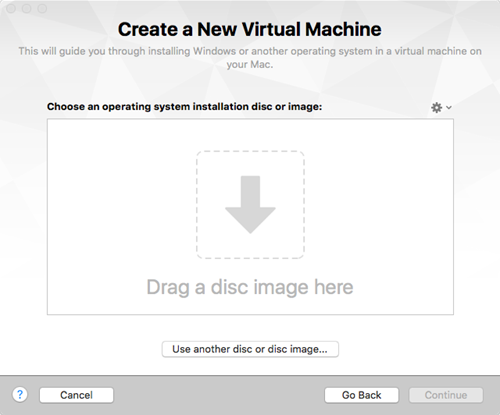 Create a New Virtual Machine
This will guide you through installing Windows or another operating system in a virtual machine on
your Mac.
Choose an operating system installation disc or image:
Drag a disc image here
Use another disc or disc image...
?
Cancel
Go Back
Continue